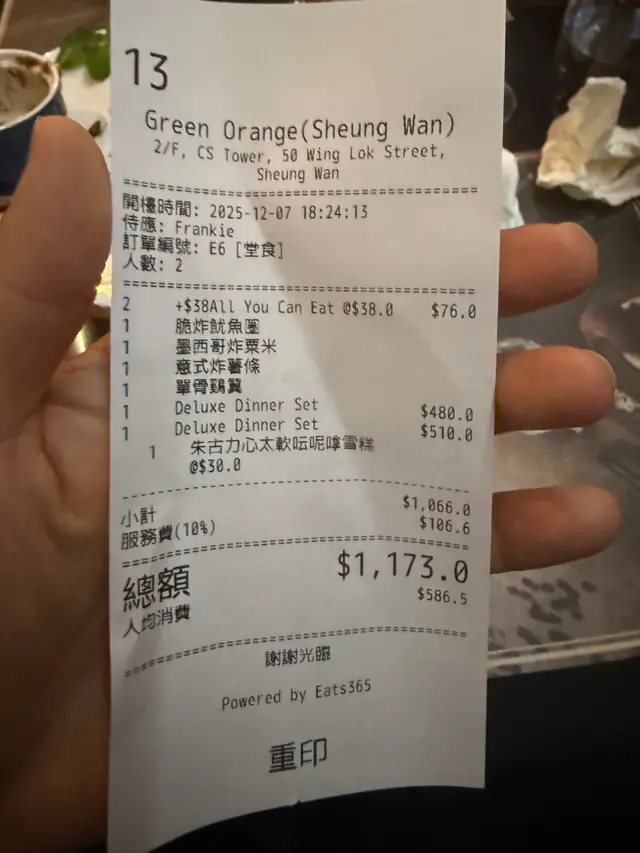 13
Green Orange(Sheung Wan)
2/F, CS Tower, 50 Wing Lok Street,
Sheung Wan
開檯時間: 2025-12-07 18:24:13
侍應: Frankie
訂單編號: E6 [堂食]
人數: 2
2 +$38All You Can Eat @$38.0 $76.0
1 脆炸魷魚圈
1 墨西哥炸粟米
1 意式炸薯條
1 單骨鷄翼
1 Deluxe Dinner Set $480.0
1 Deluxe Dinner Set $510.0
1 朱古力心太軟呍呢嗱雪糕
@$30.0
小計 $1,066.0
服務費(10%) $106.6
總額 $1,173.0
人均消費 $586.5
謝謝光臨
Powered by Eats365
重印